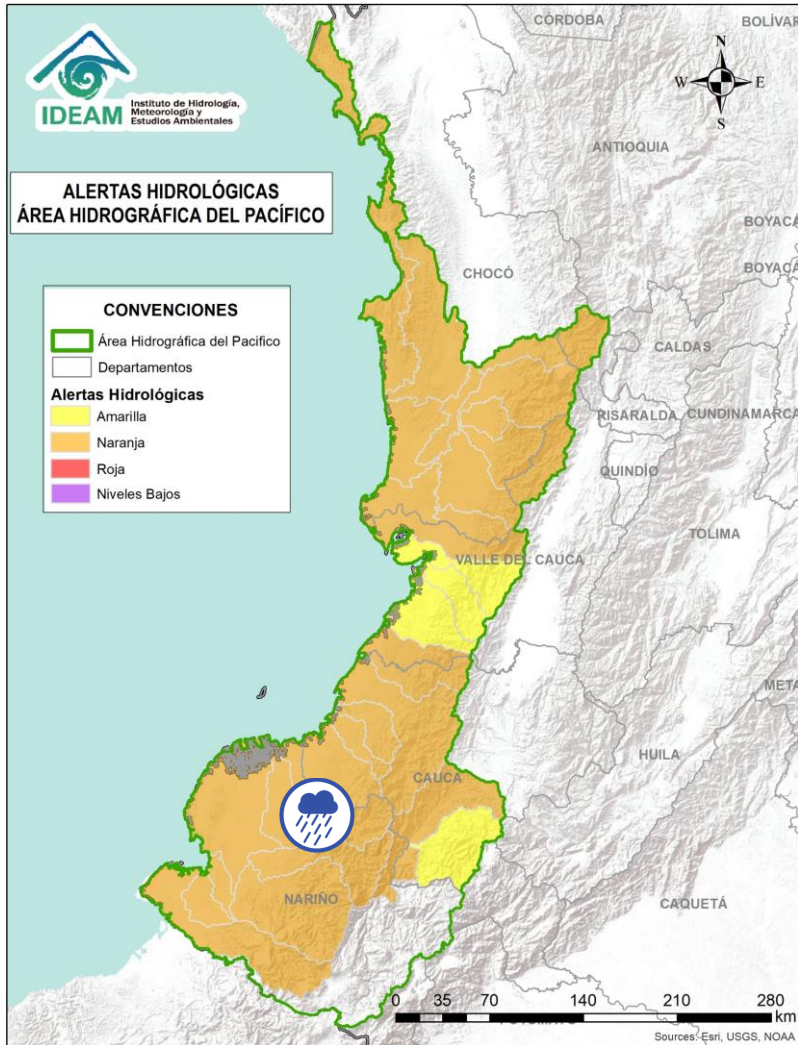 IDEAM
Instituto de Hidrología,
Meteorología y
Estudios Ambientales
ALERTAS HIDROLÓGICAS
ÁREA HIDROGRÁFICA DEL PACÍFICO
CONVENCIONES
Área Hidrográfica del Pacifico
Departamentos
Alertas Hidrológicas
Amarilla
Naranja
Roja
Niveles Bajos
CÓRDOBA
BOLÍVAR
N
W
E
S
ANTIOQUIA
BOYACÁ
BOYACÁ
CHOCÓ
CALDAS
RISARALDA
CUNDINAMARCA
QUINDÍO
TOLIMA
VALLE DEL CAUCA
META
HUILA
CAUCA
NARIÑO
CAQUETÁ
0 35 70 140 210 280
km
Sources: Esri, USGS, NOAA